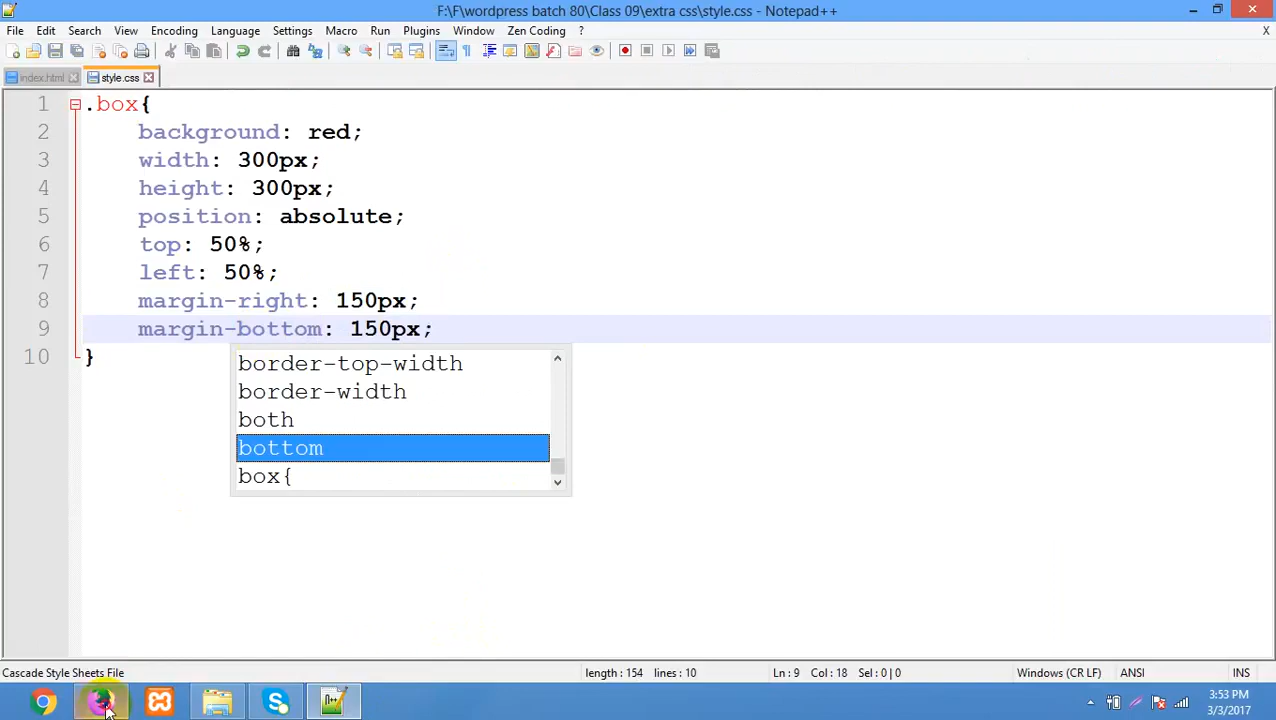 F:\F\wordpress batch 80\Class 09\extra css\style.css - Notepad++
File Edit Search View Encoding Language Settings Macro Run Plugins Window Zen Coding ? X
index.html style.css
1 .box{
2 background: red;
3 width: 300px;
4 height: 300px;
5 position: absolute;
6 top: 50%;
7 left: 50%;
8 margin-right: 150px;
9 margin-bottom: 150px;
10 }
border-top-width
border-width
both
bottom
box{
Cascade Style Sheets File length : 154 lines : 10 Ln : 9 Col : 18 Sel : 0 | 0 Windows (CR LF) ANSI INS
3:53 PM
3/3/2017